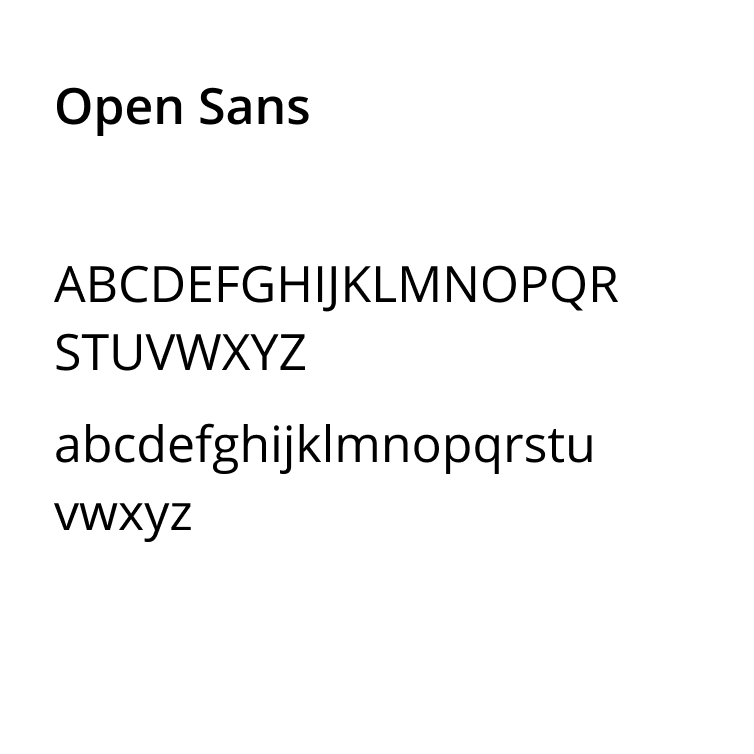 Open Sans
ABCDEFGHIJKLMNOPQR
STUVWXYZ
abcdefghijklmnopqrstu
vwxyz